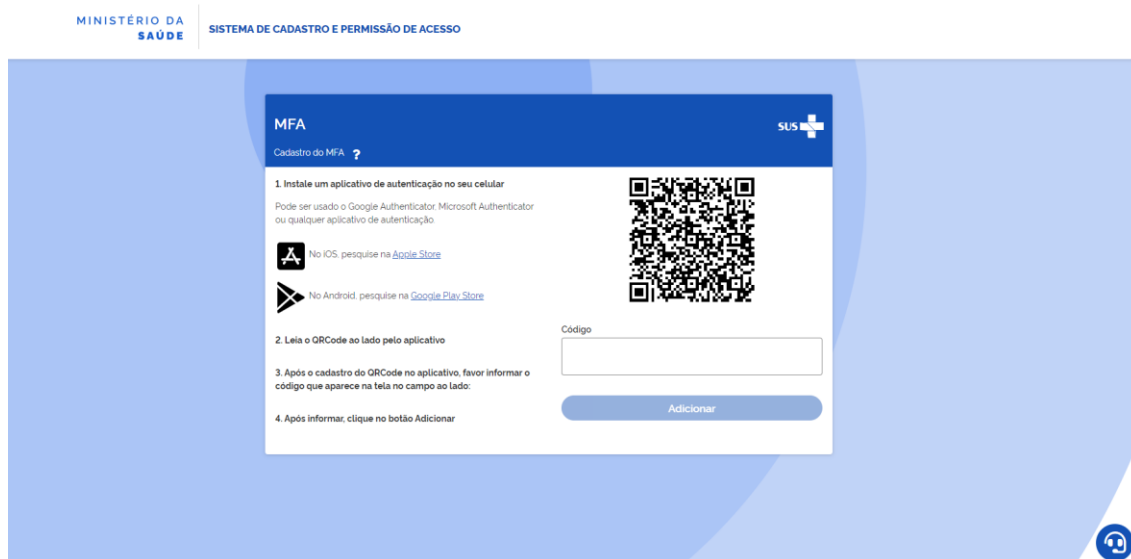 MINISTÉRIO DA
SAÚDE
SISTEMA DE CADASTRO E PERMISSÃO DE ACESSO
MFA
SUS
Cadastro do MFA ?
1. Instale um aplicativo de autenticação no seu celular
Pode ser usado o Google Authenticator, Microsoft Authenticator
ou qualquer aplicativo de autenticação.
No iOS, pesquise na Apple Store
No Android, pesquise na Google Play Store
2. Leia o QRCode ao lado pelo aplicativo
3. Após o cadastro do QRCode no aplicativo, favor informar o
código que aparece na tela no campo ao lado:
4. Após informar, clique no botão Adicionar
Código
Adicionar